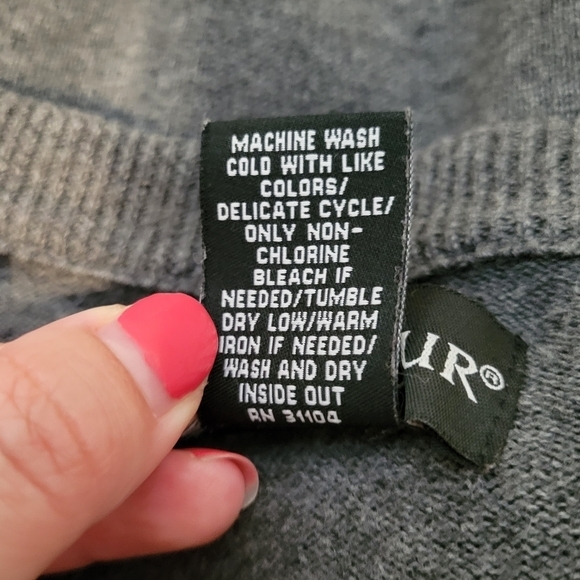 MACHINE WASH
COLD WITH LIKE
COLORS/
DELICATE CYCLE/
ONLY NON-
CHLORINE
BLEACH IF
NEEDED/TUMBLE
DRY LOW/WARM
IRON IF NEEDED/
WASH AND DRY
INSIDE OUT
RN 31104
UR®